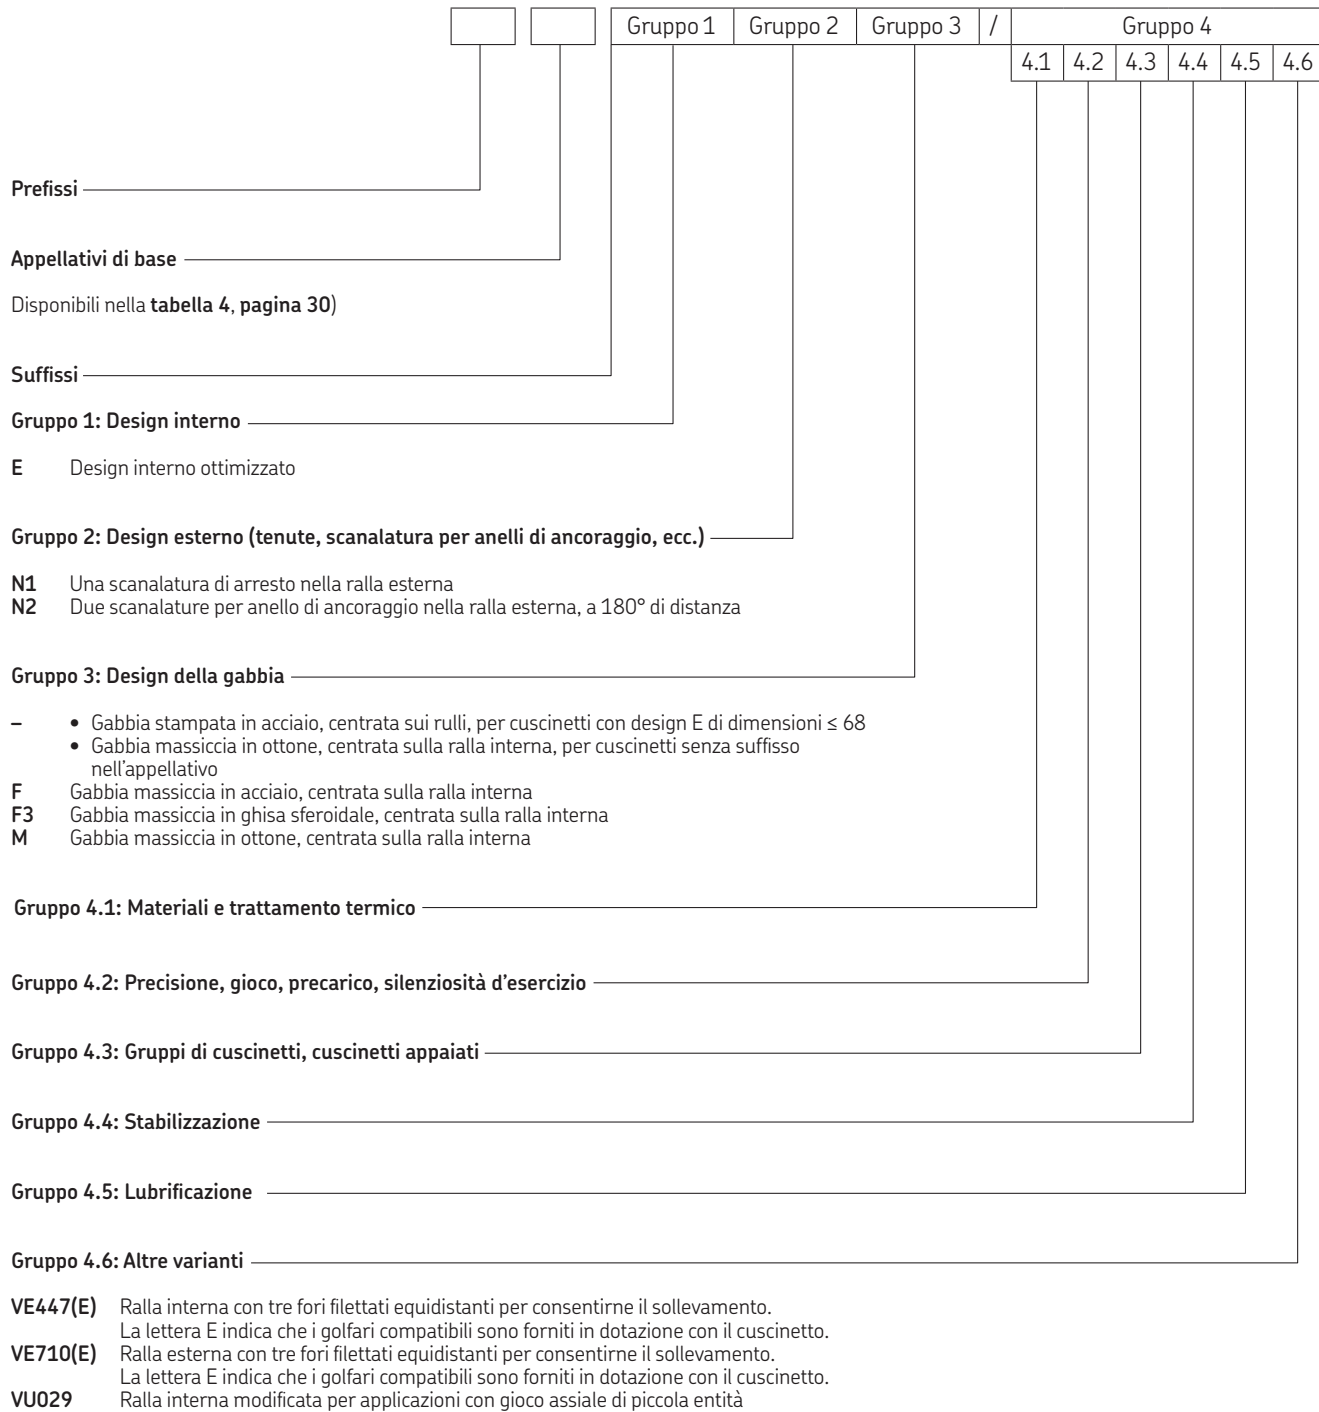 Gruppo 1 Gruppo 2 Gruppo 3 / Gruppo 4
4.1 4.2 4.3 4.4 4.5 4.6
Prefissi
Appellativi di base
Disponibili nella tabella 4, pagina 30)
Suffissi
Gruppo 1: Design interno
E Design interno ottimizzato
Gruppo 2: Design esterno (tenute, scanalatura per anelli di ancoraggio, ecc.)
N1 Una scanalatura di arresto nella ralla esterna
N2 Due scanalature per anello di ancoraggio nella ralla esterna, a 180° di distanza
Gruppo 3: Design della gabbia
– • Gabbia stampata in acciaio, centrata sui rulli, per cuscinetti con design E di dimensioni ≤ 68
• Gabbia massiccia in ottone, centrata sulla ralla interna, per cuscinetti senza suffisso
nell'appellativo
F Gabbia massiccia in acciaio, centrata sulla ralla interna
F3 Gabbia massiccia in ghisa sferoidale, centrata sulla ralla interna
M Gabbia massiccia in ottone, centrata sulla ralla interna
Gruppo 4.1: Materiali e trattamento termico
Gruppo 4.2: Precisione, gioco, precarico, silenziosità d'esercizio
Gruppo 4.3: Gruppi di cuscinetti, cuscinetti appaiati
Gruppo 4.4: Stabilizzazione
Gruppo 4.5: Lubrificazione
Gruppo 4.6: Altre varianti
VE447(E) Ralla interna con tre fori filettati equidistanti per consentirne il sollevamento.
La lettera E indica che i golfari compatibili sono forniti in dotazione con il cuscinetto.
VE710(E) Ralla esterna con tre fori filettati equidistanti per consentirne il sollevamento.
La lettera E indica che i golfari compatibili sono forniti in dotazione con il cuscinetto.
VU029 Ralla interna modificata per applicazioni con gioco assiale di piccola entità